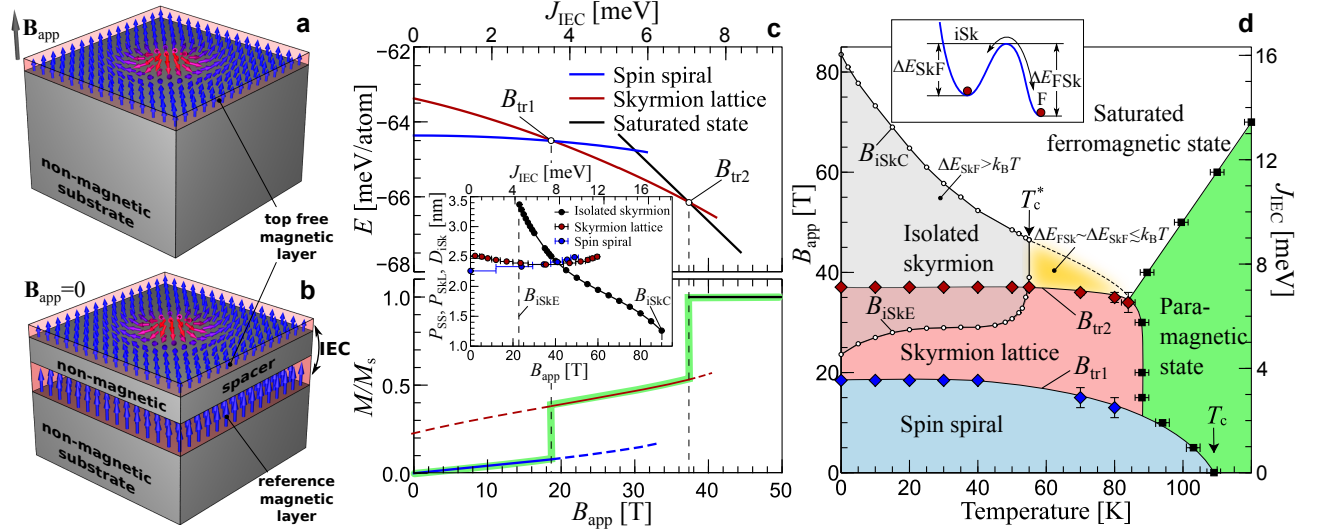 a
B_app
non-magnetic
substrate
top free
magnetic
layer
b
B_app=0
IEC
non-magnetic
spacer
non-magnetic
substrate
reference
magnetic
layer
J_IEC [meV]
0 2 4 6 8
c
−62
−64
−66
−68
E [meV/atom]
Spin spiral
Skyrmion lattice
Saturated state
B_tr1
B_tr2
J_IEC [meV]
0 4 8 12 16
3.5
3.0
2.5
2.0
1.5
1.0
P_SS, P_SkL, D_iSk [nm]
Isolated skyrmion
Skyrmion lattice
Spin spiral
B_iSkE
B_iSkC
0 20 40 60 80
B_app [T]
1.0
0.5
0.0
M/M_s
0 10 20 30 40 50
B_app [T]
d
iSk
ΔE_SkF
ΔE_FSk
F
80
60
40
20
0
B_app [T]
16
12
8
4
0
J_IEC [meV]
Saturated
ferromagnetic state
B_iSkC
ΔE_SkF>k_BT
T_c^*
ΔE_FSk~ΔE_SkF≲k_BT
Isolated
skyrmion
B_iSkE
B_tr2
Skyrmion lattice
Para-
magnetic
state
B_tr1
Spin spiral
T_c
0 20 40 60 80 100
Temperature [K]